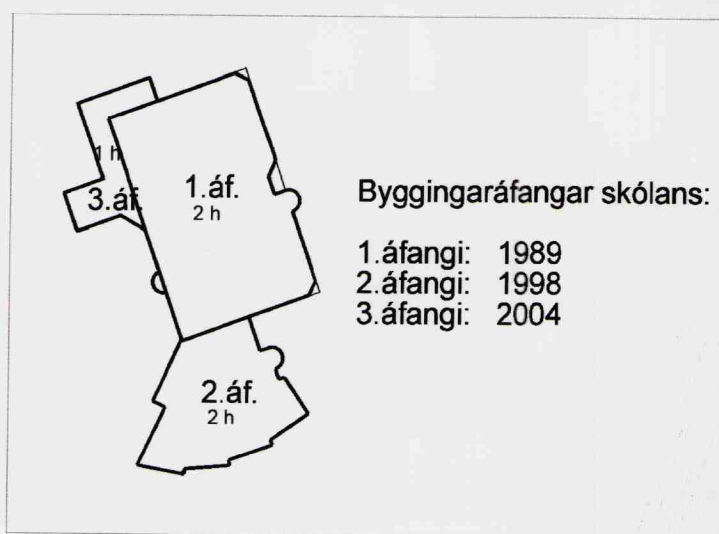 1 h
3.áf.
1.áf.
2 h
2.áf.
2 h
Byggingaráfangar skólans:
1.áfangi: 1989
2.áfangi: 1998
3.áfangi: 2004